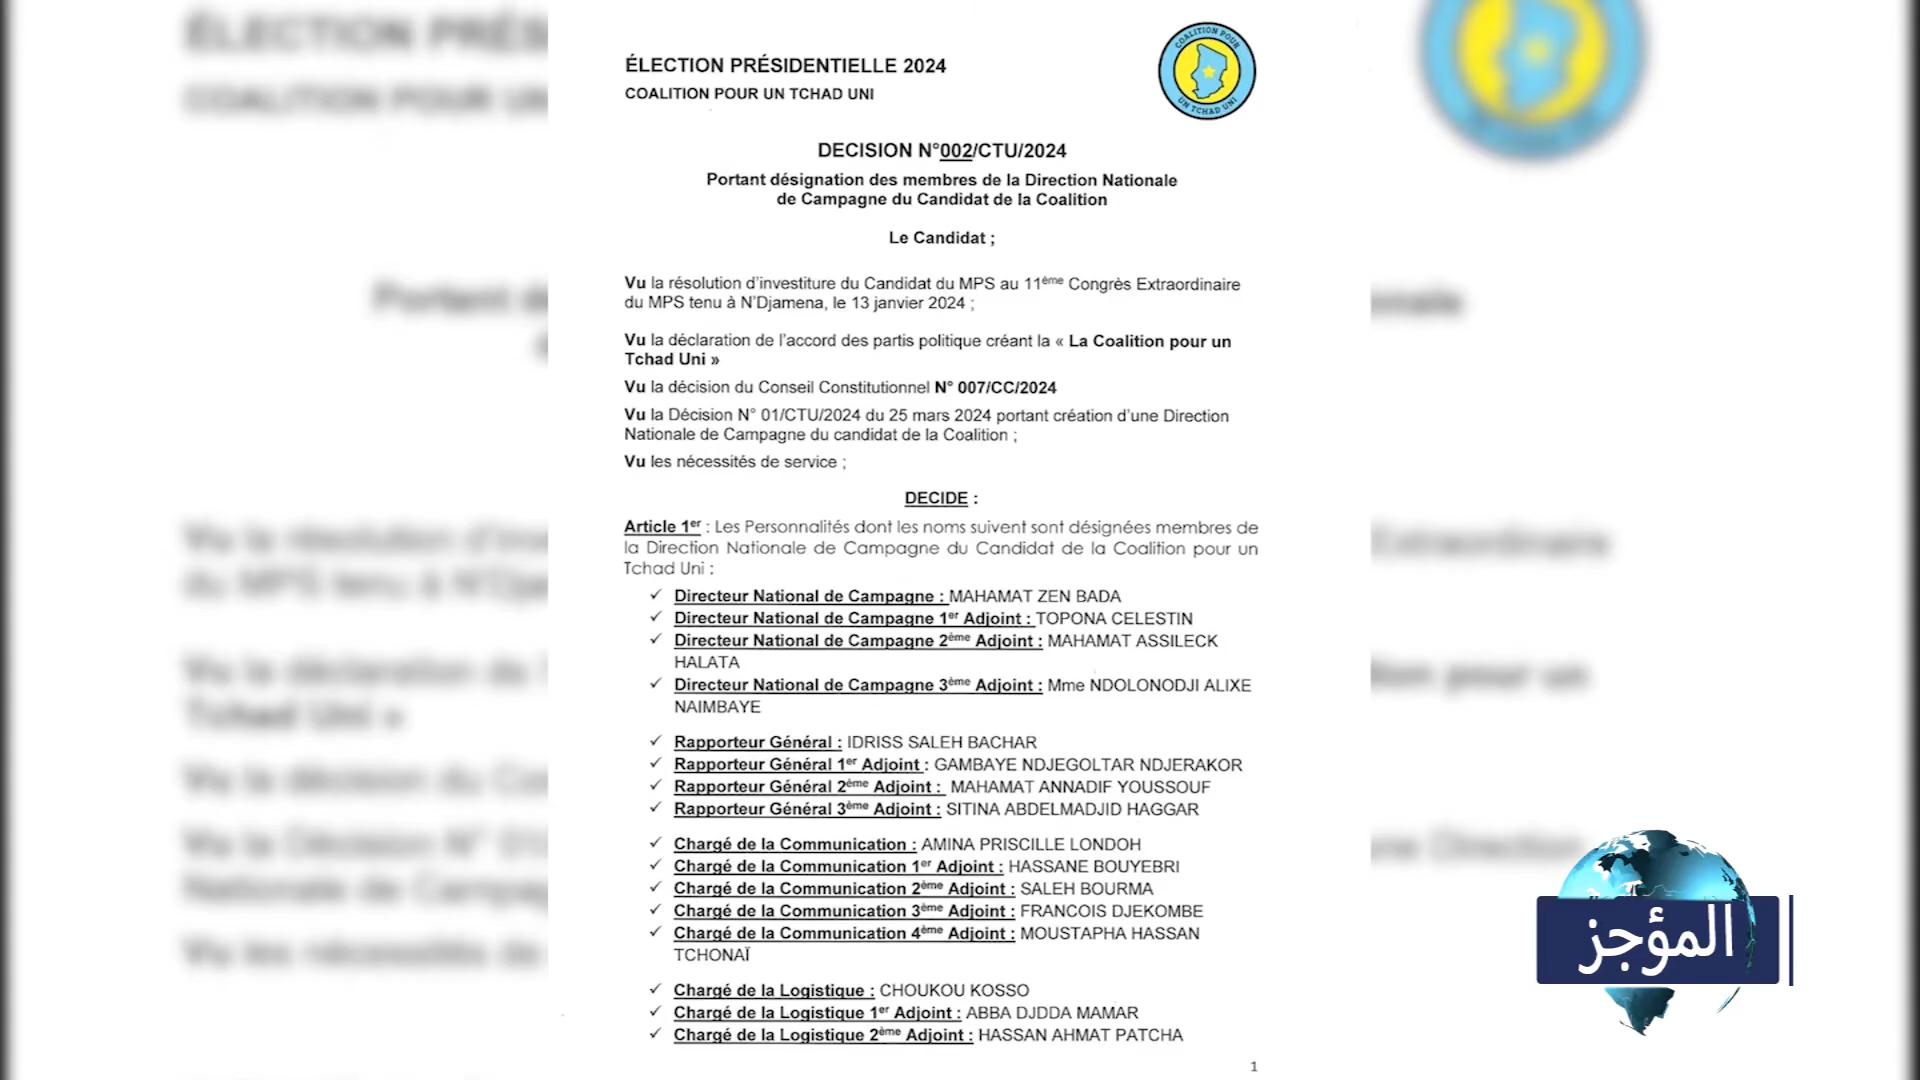 ÉLECTION PRÉSIDENTIELLE 2024
COALITION POUR UN TCHAD UNI
COALITION POUR
UN TCHAD UNI
DECISION N°002/CTU/2024
Portant désignation des membres de la Direction Nationale
de Campagne du Candidat de la Coalition
Le Candidat ;
Vu la résolution d'investiture du Candidat du MPS au 11ème Congrès Extraordinaire
du MPS tenu à N'Djamena, le 13 janvier 2024 ;
Vu la déclaration de l'accord des partis politique créant la « La Coalition pour un
Tchad Uni »
Vu la décision du Conseil Constitutionnel N° 007/CC/2024
Vu la Décision N° 01/CTU/2024 du 25 mars 2024 portant création d'une Direction
Nationale de Campagne du candidat de la Coalition ;
Vu les nécessités de service ;
DECIDE :
Article 1er : Les Personnalités dont les noms suivent sont désignées membres de
la Direction Nationale de Campagne du Candidat de la Coalition pour un
Tchad Uni :
✓ Directeur National de Campagne : MAHAMAT ZEN BADA
✓ Directeur National de Campagne 1er Adjoint : TOPONA CELESTIN
✓ Directeur National de Campagne 2ème Adjoint : MAHAMAT ASSILECK
HALATA
✓ Directeur National de Campagne 3ème Adjoint : Mme NDOLONODJI ALIXE
NAIMBAYE
✓ Rapporteur Général : IDRISS SALEH BACHAR
✓ Rapporteur Général 1er Adjoint : GAMBAYE NDJEGOLTAR NDJERAKOR
✓ Rapporteur Général 2ème Adjoint : MAHAMAT ANNADIF YOUSSOUF
✓ Rapporteur Général 3ème Adjoint : SITINA ABDELMADJID HAGGAR
✓ Chargé de la Communication : AMINA PRISCILLE LONDOH
✓ Chargé de la Communication 1er Adjoint : HASSANE BOUYEBRI
✓ Chargé de la Communication 2ème Adjoint : SALEH BOURMA
✓ Chargé de la Communication 3ème Adjoint : FRANCOIS DJEKOMBE
✓ Chargé de la Communication 4ème Adjoint : MOUSTAPHA HASSAN
TCHONAÏ
✓ Chargé de la Logistique : CHOUKOU KOSSO
✓ Chargé de la Logistique 1er Adjoint : ABBA DJDDA MAMAR
✓ Chargé de la Logistique 2ème Adjoint : HASSAN AHMAT PATCHA
1
الموُجز